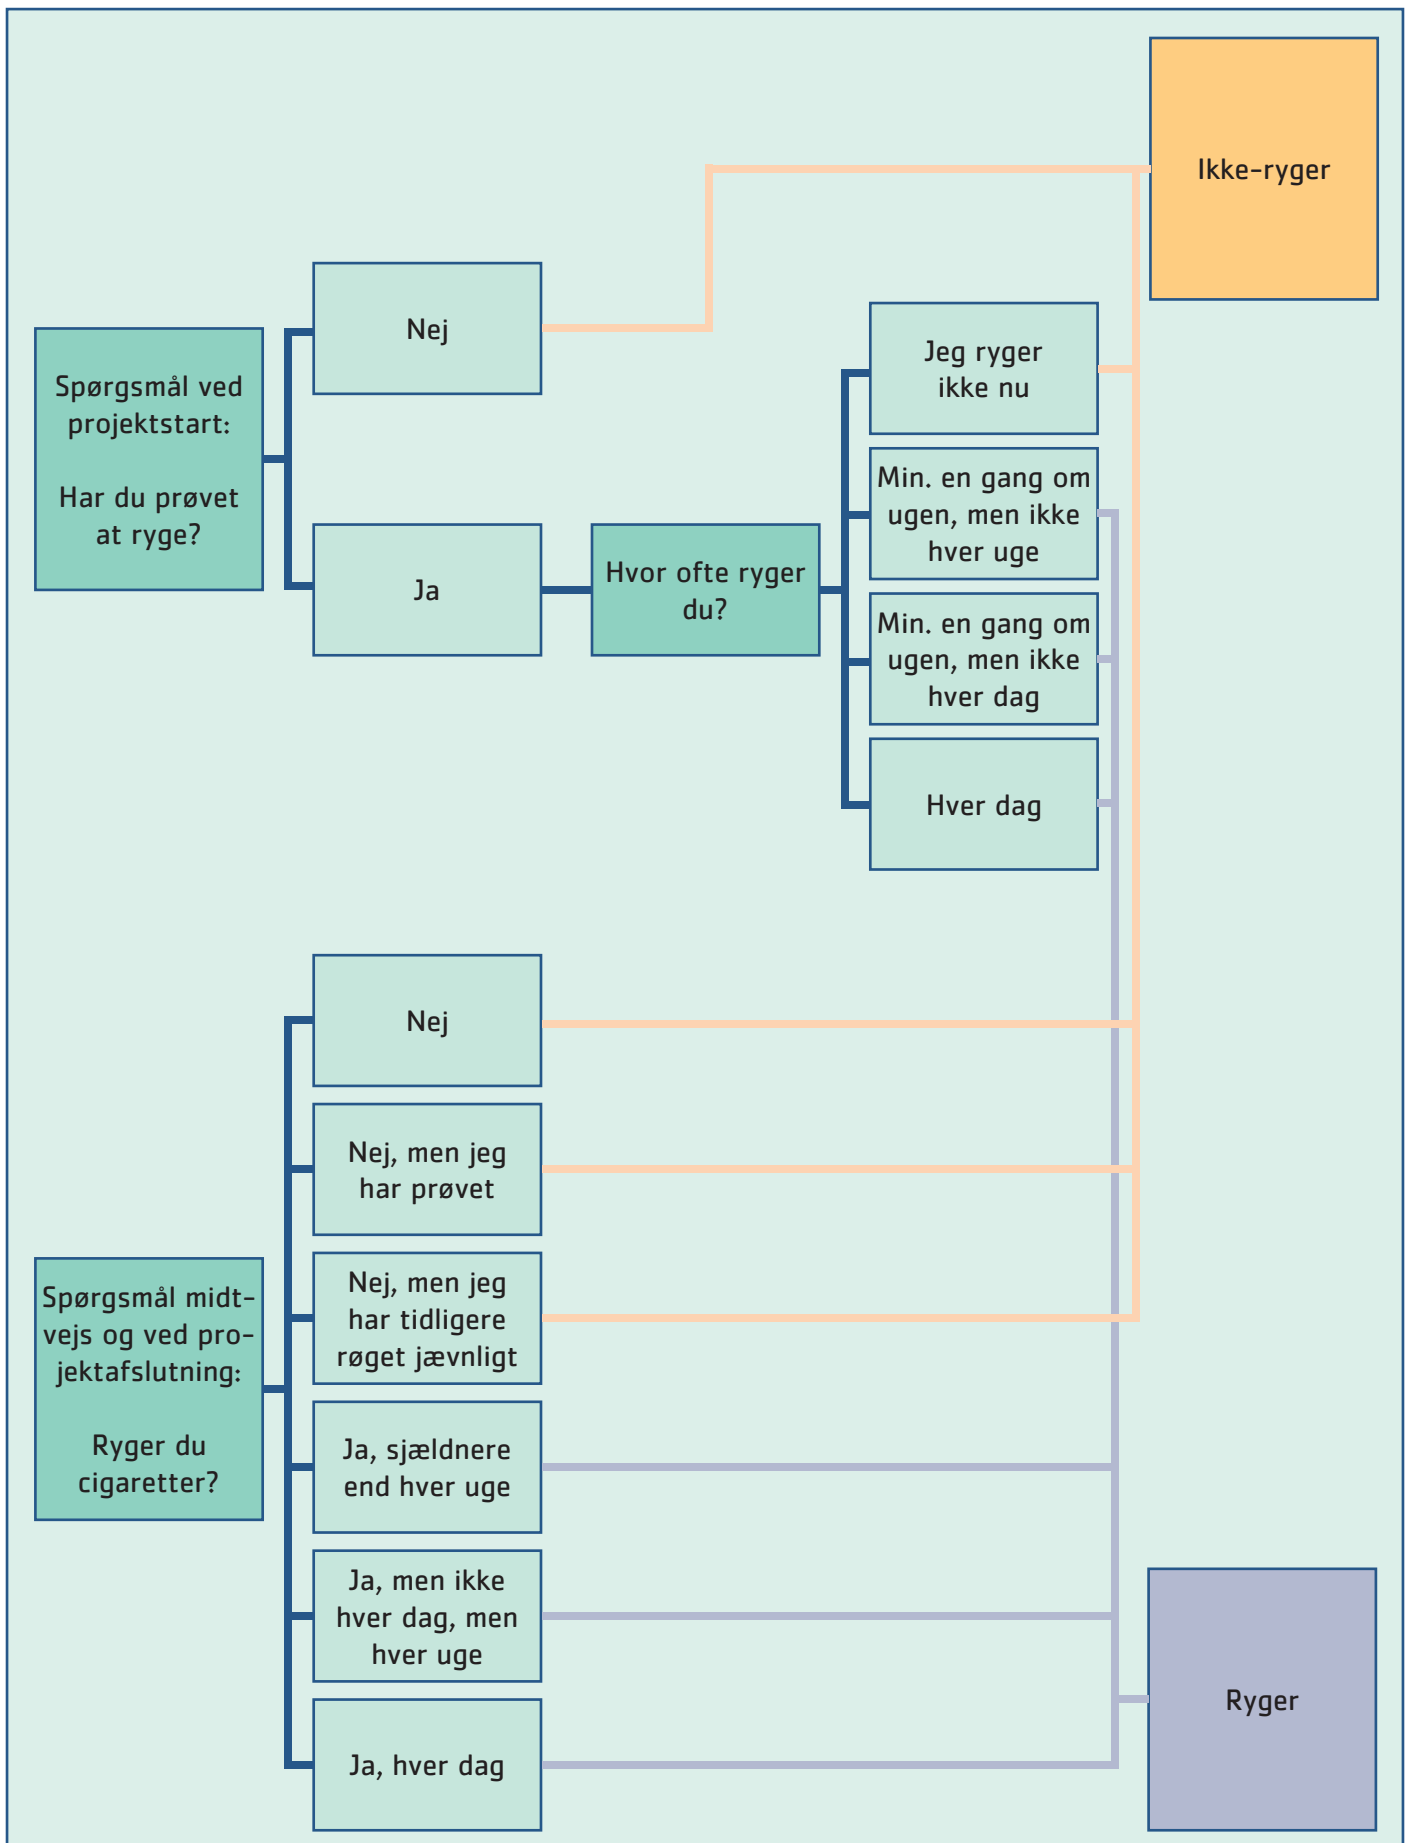 Ikke-ryger
Spørgsmål ved
projektstart:
Har du prøvet
at ryge?
Nej
Ja
Hvor ofte ryger
du?
Jeg ryger
ikke nu
Min. en gang om
ugen, men ikke
hver uge
Min. en gang om
ugen, men ikke
hver dag
Hver dag
Spørgsmål midt-
vejs og ved pro-
jektafslutning:
Ryger du
cigaretter?
Nej
Nej, men jeg
har prøvet
Nej, men jeg
har tidligere
røget jævnligt
Ja, sjældnere
end hver uge
Ja, men ikke
hver dag, men
hver uge
Ja, hver dag
Ryger